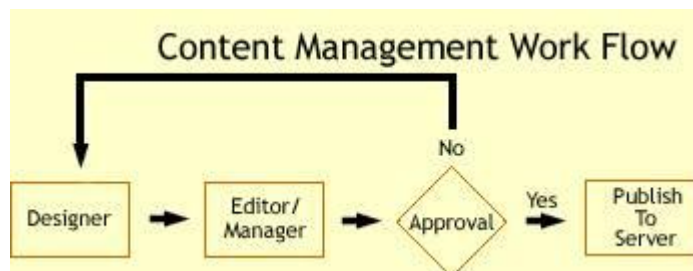 Content Management Work Flow
No
Designer
Editor/
Manager
Approval
Yes
Publish
To
Server